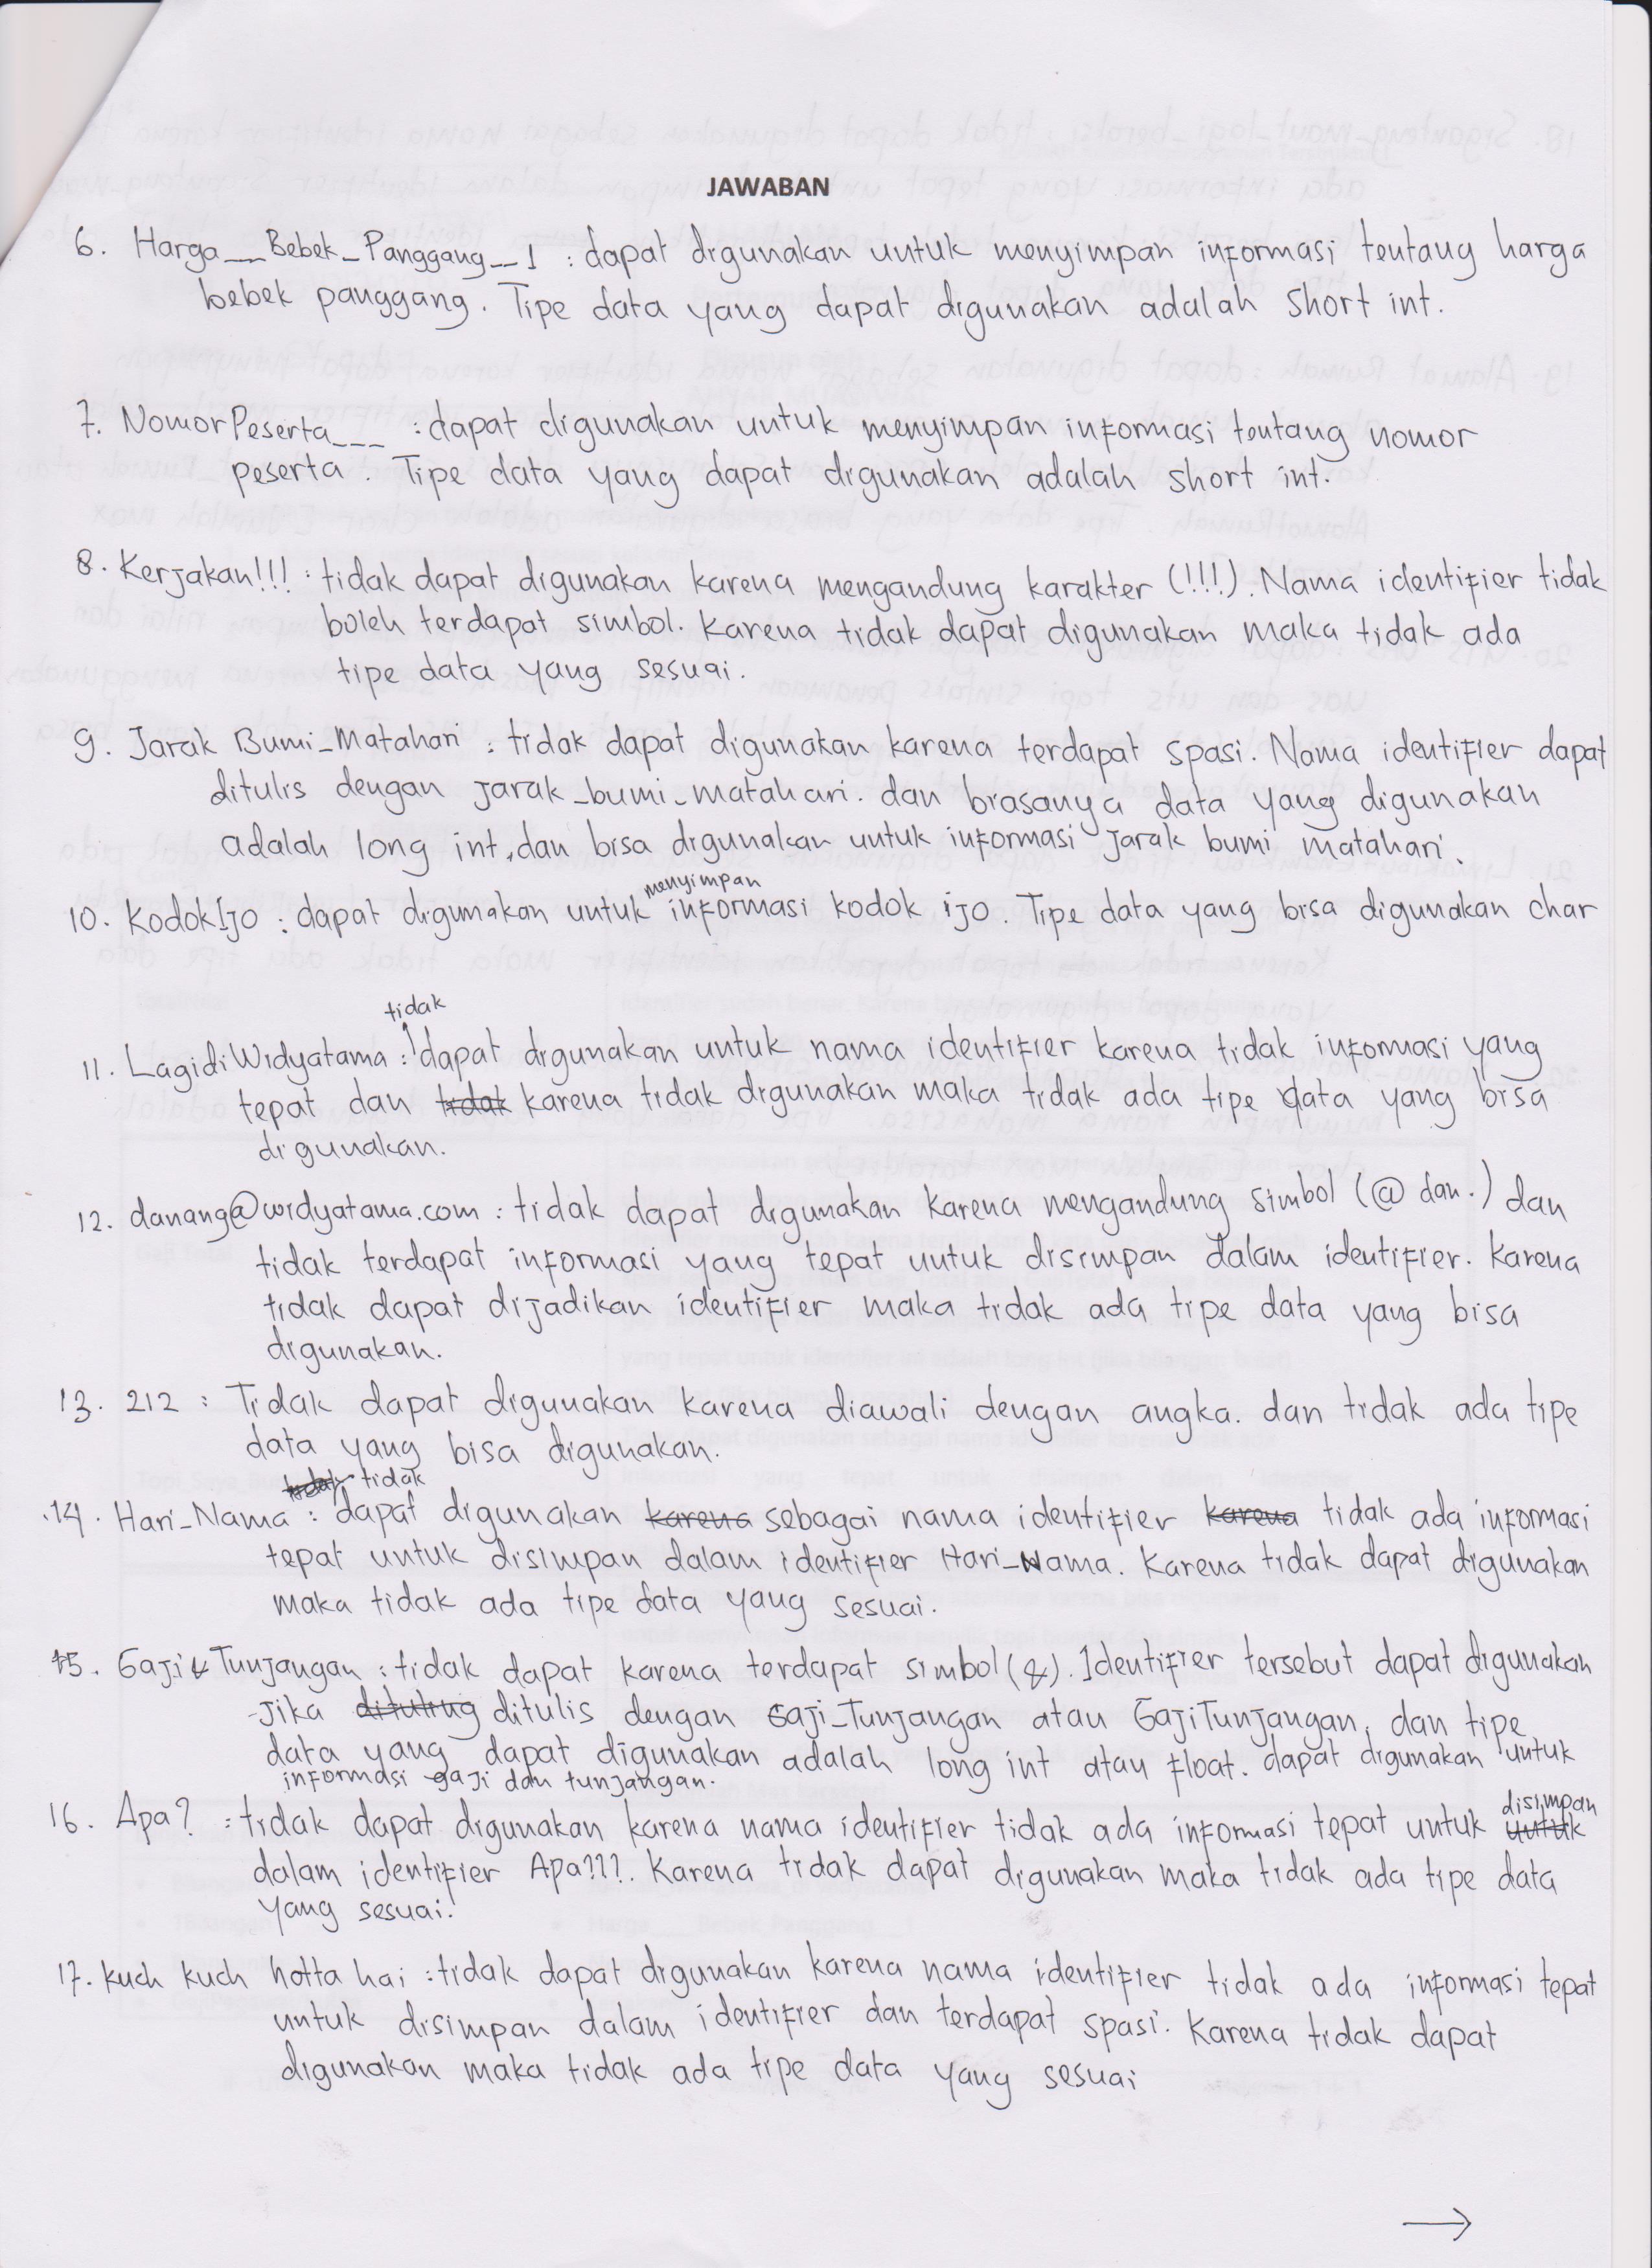 JAWABAN
6. Harga__Bebek_Panggang__1 : dapat digunakan untuk menyimpan informasi tentang harga
bebek panggang. Tipe data yang dapat digunakan adalah short int.
7. NomorPeserta___ : dapat digunakan untuk menyimpan informasi tentang nomor
peserta. Tipe data yang dapat digunakan adalah short int.
8. Kerjakan!!! : tidak dapat digunakan karena mengandung karakter (!!!). Nama identifier tidak
boleh terdapat simbol. Karena tidak dapat digunakan maka tidak ada
tipe data yang sesuai.
9. Jarak Bumi_Matahari : tidak dapat digunakan karena terdapat spasi. Nama identifier dapat
ditulis dengan jarak_bumi_matahari. dan biasanya data yang digunakan
adalah long int, dan bisa digunakan untuk informasi jarak bumi matahari.
menyimpan
10. KodokIjo : dapat digunakan untuk informasi kodok ijo. Tipe data yang bisa digunakan char
tidak
11. LagidiWidyatama : dapat digunakan untuk nama identifier karena tidak informasi yang
tepat dan tidak karena tidak digunakan maka tidak ada tipe data yang bisa
digunakan.
12. danang@widyatama.com : tidak dapat digunakan karena mengandung simbol (@ dan .) dan
tidak terdapat informasi yang tepat untuk disimpan dalam identifier. Karena
tidak dapat dijadikan identifier maka tidak ada tipe data yang bisa
digunakan.
13. 212 : Tidak dapat digunakan karena diawali dengan angka. dan tidak ada tipe
data yang bisa digunakan.
tidak tidak
14. Hari_Nama : dapat digunakan karena sebagai nama identifier karena tidak ada informasi
tepat untuk disimpan dalam identifier Hari_Nama. Karena tidak dapat digunakan
maka tidak ada tipe data yang sesuai.
15. Gaji&Tunjangan : tidak dapat karena terdapat simbol (&). Identifier tersebut dapat digunakan
Jika ditulis dengan Gaji_Tunjangan atau GajiTunjangan, dan tipe
data yang dapat digunakan adalah long int atau float. dapat digunakan untuk
informasi gaji dan tunjangan.
disimpan
16. Apa? : tidak dapat digunakan karena nama identifier tidak ada informasi tepat untuk untuk
dalam identifier Apa???. Karena tidak dapat digunakan maka tidak ada tipe data
yang sesuai.
17. kuch kuch hotta hai : tidak dapat digunakan karena nama identifier tidak ada informasi tepat
untuk disimpan dalam identifier dan terdapat spasi. Karena tidak dapat
digunakan maka tidak ada tipe data yang sesuai
→